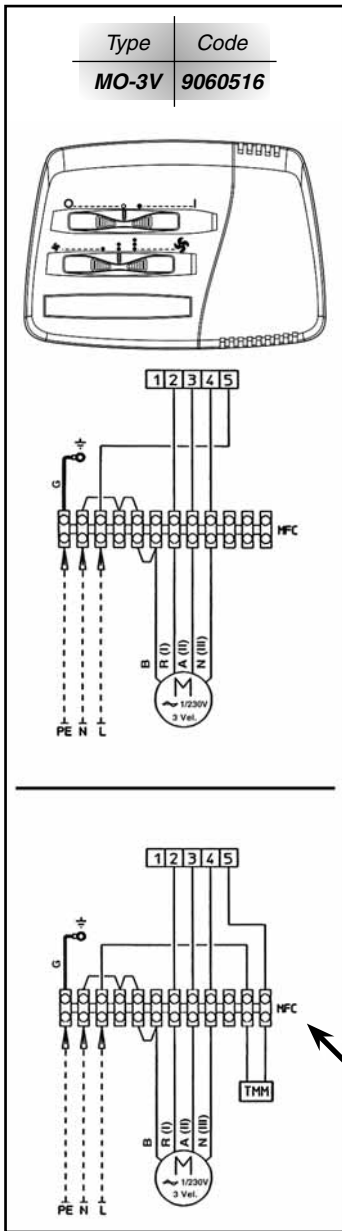 Type Code
MO-3V 9060516
O I
1 2 3 4 5
G
MFC
B R (I) A (II) N (III)
M
~ 1/230V
3 Vel.
PE N L
1 2 3 4 5
G
MFC
TMM
B R (I) A (II) N (III)
M
~ 1/230V
3 Vel.
PE N L